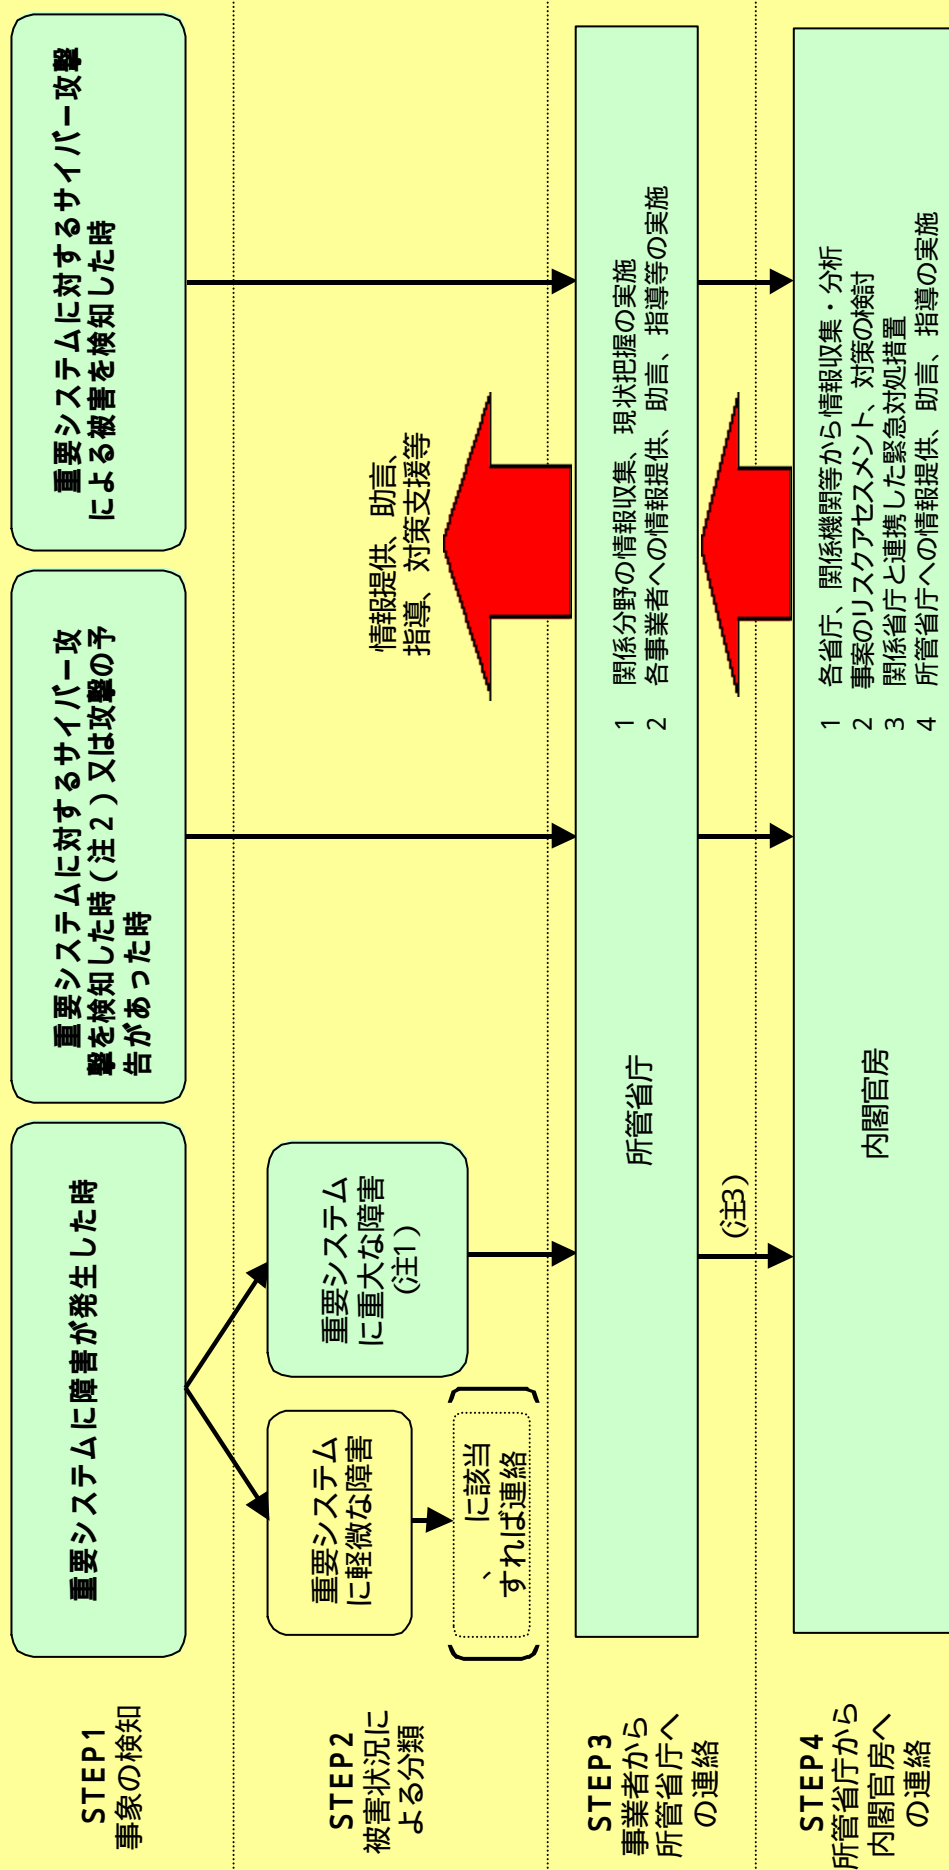 STEP1
事象の検知
重要システムに障害が発生した時
重要システムに対するサイバー攻
撃を検知した時（注２）又は攻撃の予
告があった時
重要システムに対するサイバー攻撃
による被害を検知した時
STEP2
被害状況に
よる分類
重要システム
に軽微な障害
、 に該当
すれば連絡
重要システム
に重大な障害
（注1）
情報提供、助言、
指導、対策支援等
STEP3
事業者から
所管省庁へ
の連絡
所管省庁
1 関係分野の情報収集、現状把握の実施
2 各事業者への情報提供、助言、指導等の実施
（注3）
STEP4
所管省庁から
内閣官房へ
の連絡
内閣官房
1 各省庁、関係機関等から情報収集・分析
2 事案のリスクアセスメント、対策の検討
3 関係省庁と連携した緊急対処措置
4 所管省庁への情報提供、助言、指導の実施